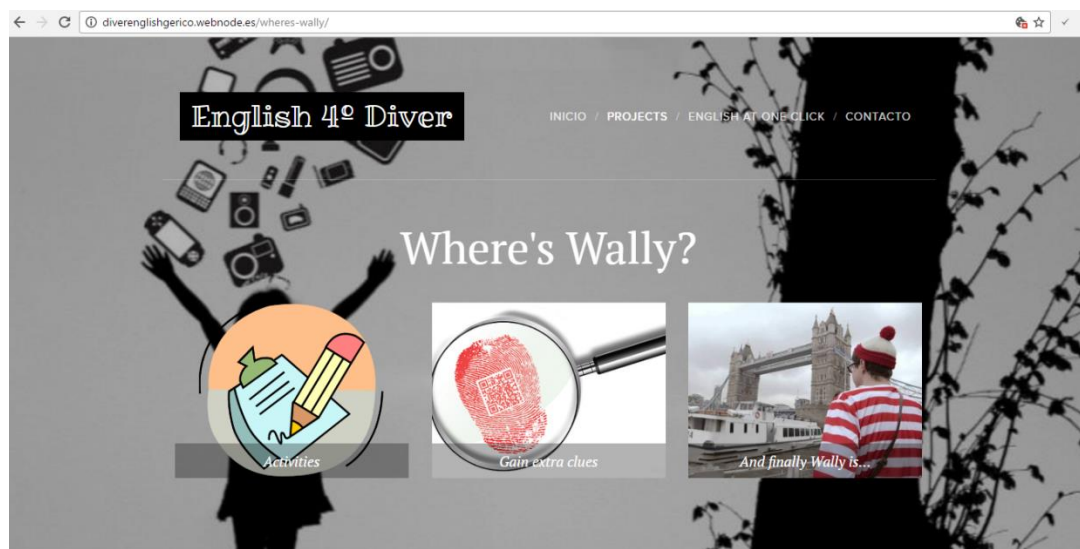 diverenglishgerico.webnode.es/wheres-wally/
English 4º Diver
INICIO / PROJECTS / ENGLISH AT ONE CLICK / CONTACTO
Where's Wally?
Activities
Gain extra clues
And finally Wally is...